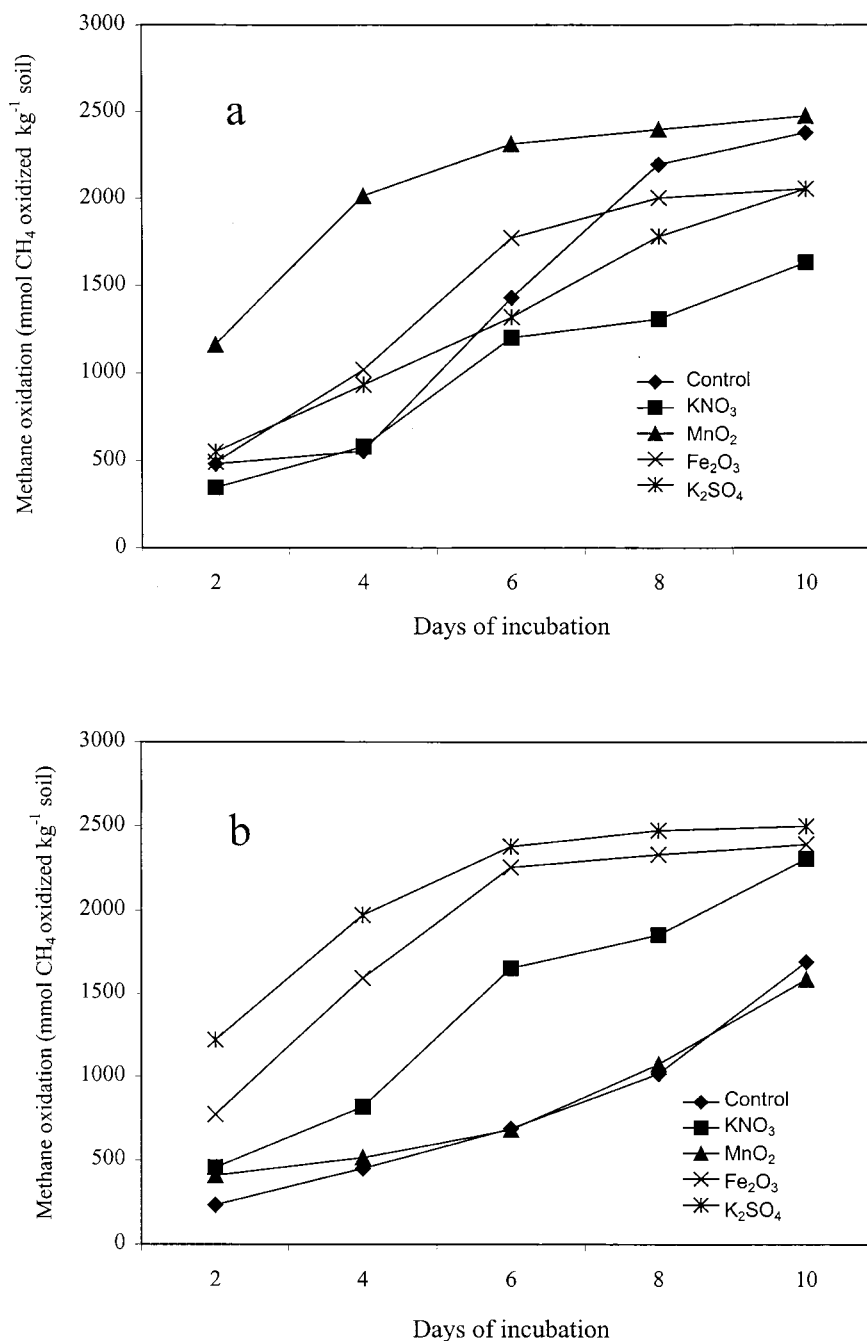 3000
2500
2000
1500
1000
500
0
Methane oxidation (mmol CH₄ oxidized kg⁻¹ soil)
a
Control
KNO₃
MnO₂
Fe₂O₃
K₂SO₄
2 4 6 8 10
Days of incubation
3000
2500
2000
1500
1000
500
0
Methane oxidation (mmol CH₄ oxidized kg⁻¹ soil)
b
Control
KNO₃
MnO₂
Fe₂O₃
K₂SO₄
2 4 6 8 10
Days of incubation